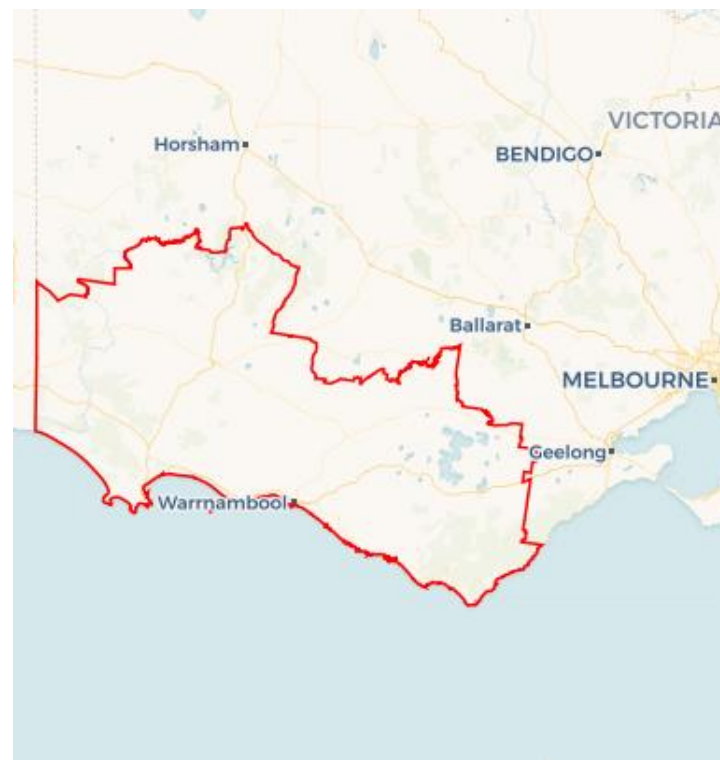 VICTORIA
Horsham
BENDIGO
Ballarat
MELBOURNE
Geelong
Warrnambool